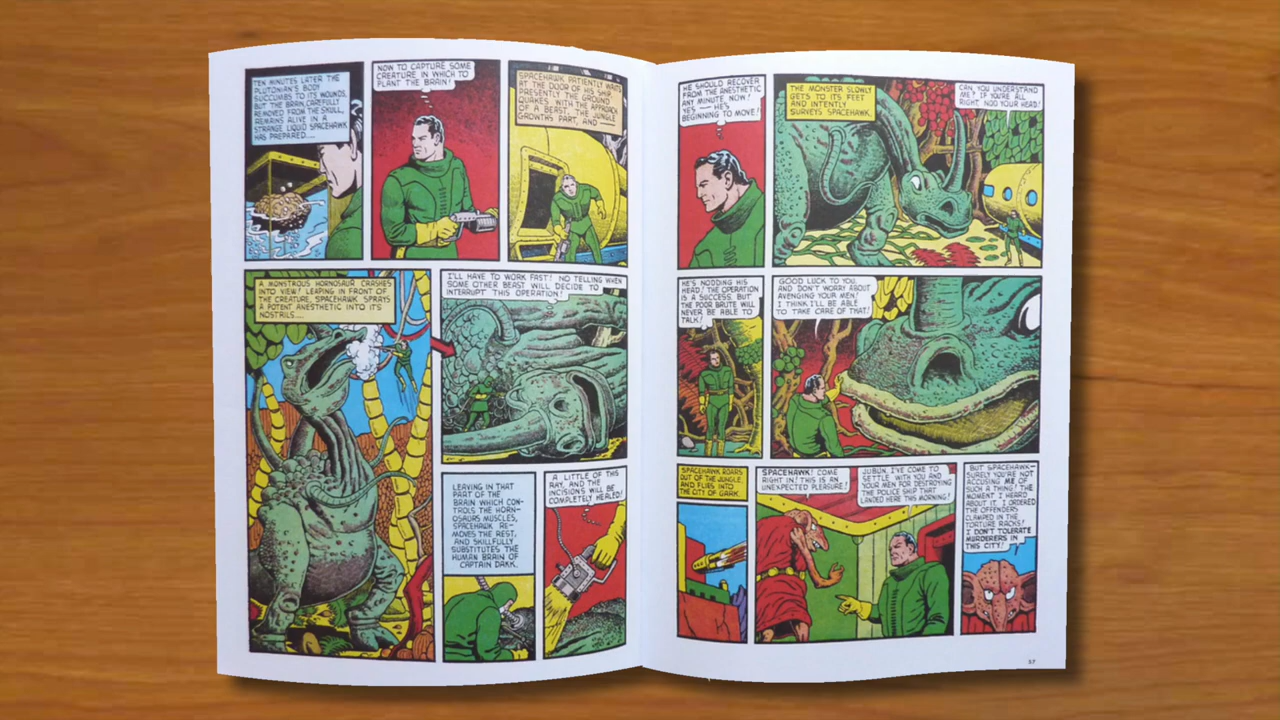 TEN MINUTES LATER THE
PLUTONIAN'S BODY
SUCCUMBS TO ITS WOUNDS,
BUT THE BRAIN, CAREFULLY
REMOVED FROM THE SKULL,
REMAINS ALIVE IN A
STRANGE LIQUID SPACEHAWK
HAS PREPARED....
NOW TO CAPTURE SOME
CREATURE IN WHICH TO
PLANT THE BRAIN!
SPACEHAWK PATIENTLY WAITS
AT THE DOOR OF HIS SHIP.
PRESENTLY THE GROUND
QUAKES WITH THE APPROACH
OF A BEAST. THE JUNGLE
GROWTHS PART, AND——
A MONSTROUS HORNOSAUR CRASHES
INTO VIEW! LEAPING IN FRONT OF
THE CREATURE, SPACEHAWK SPRAYS
A POTENT ANESTHETIC INTO ITS
NOSTRILS....
I'LL HAVE TO WORK FAST! NO TELLING WHEN
SOME OTHER BEAST WILL DECIDE TO
INTERRUPT THIS OPERATION!
LEAVING IN THAT
PART OF THE
BRAIN WHICH CON-
TROLS THE HORN-
OSAURS MUSCLES,
SPACEHAWK RE-
MOVES THE REST,
AND SKILLFULLY
SUBSTITUTES THE
HUMAN BRAIN OF
CAPTAIN DARK.
A LITTLE OF THIS
RAY, AND THE
INCISIONS WILL BE
COMPLETELY HEALED!
HE SHOULD RECOVER
FROM THE ANESTHETIC
ANY MINUTE NOW!
YES —— HE'S
BEGINNING TO MOVE!
THE MONSTER SLOWLY
GETS TO ITS FEET
AND INTENTLY
SURVEYS SPACEHAWK.
CAN YOU UNDERSTAND
ME? IF YOU'RE ALL
RIGHT, NOD YOUR HEAD!
HE'S NODDING HIS
HEAD! THE OPERATION
IS A SUCCESS. BUT
THE POOR BRUTE WILL
NEVER BE ABLE TO
TALK!
GOOD LUCK TO YOU,
AND DON'T WORRY ABOUT
AVENGING YOUR MEN!
I THINK I'LL BE ABLE
TO TAKE CARE OF THAT!
SPACEHAWK ROARS
OUT OF THE JUNGLE,
AND FLIES INTO
THE CITY OF GARK.
SPACEHAWK! COME
RIGHT IN! THIS IS AN
UNEXPECTED PLEASURE!
JUBUN, I'VE COME TO
SETTLE WITH YOU AND
YOUR MEN FOR DESTROYING
THE POLICE SHIP THAT
LANDED HERE THIS MORNING!
BUT SPACEHAWK—
SURELY YOU'RE NOT
ACCUSING ME OF
SUCH A THING! THE
MOMENT I HEARD
ABOUT IT, I ORDERED
THE OFFENDERS
CLAMPED IN THE
TORTURE RACKS!
I DON'T TOLERATE
MURDERERS IN
THIS CITY!